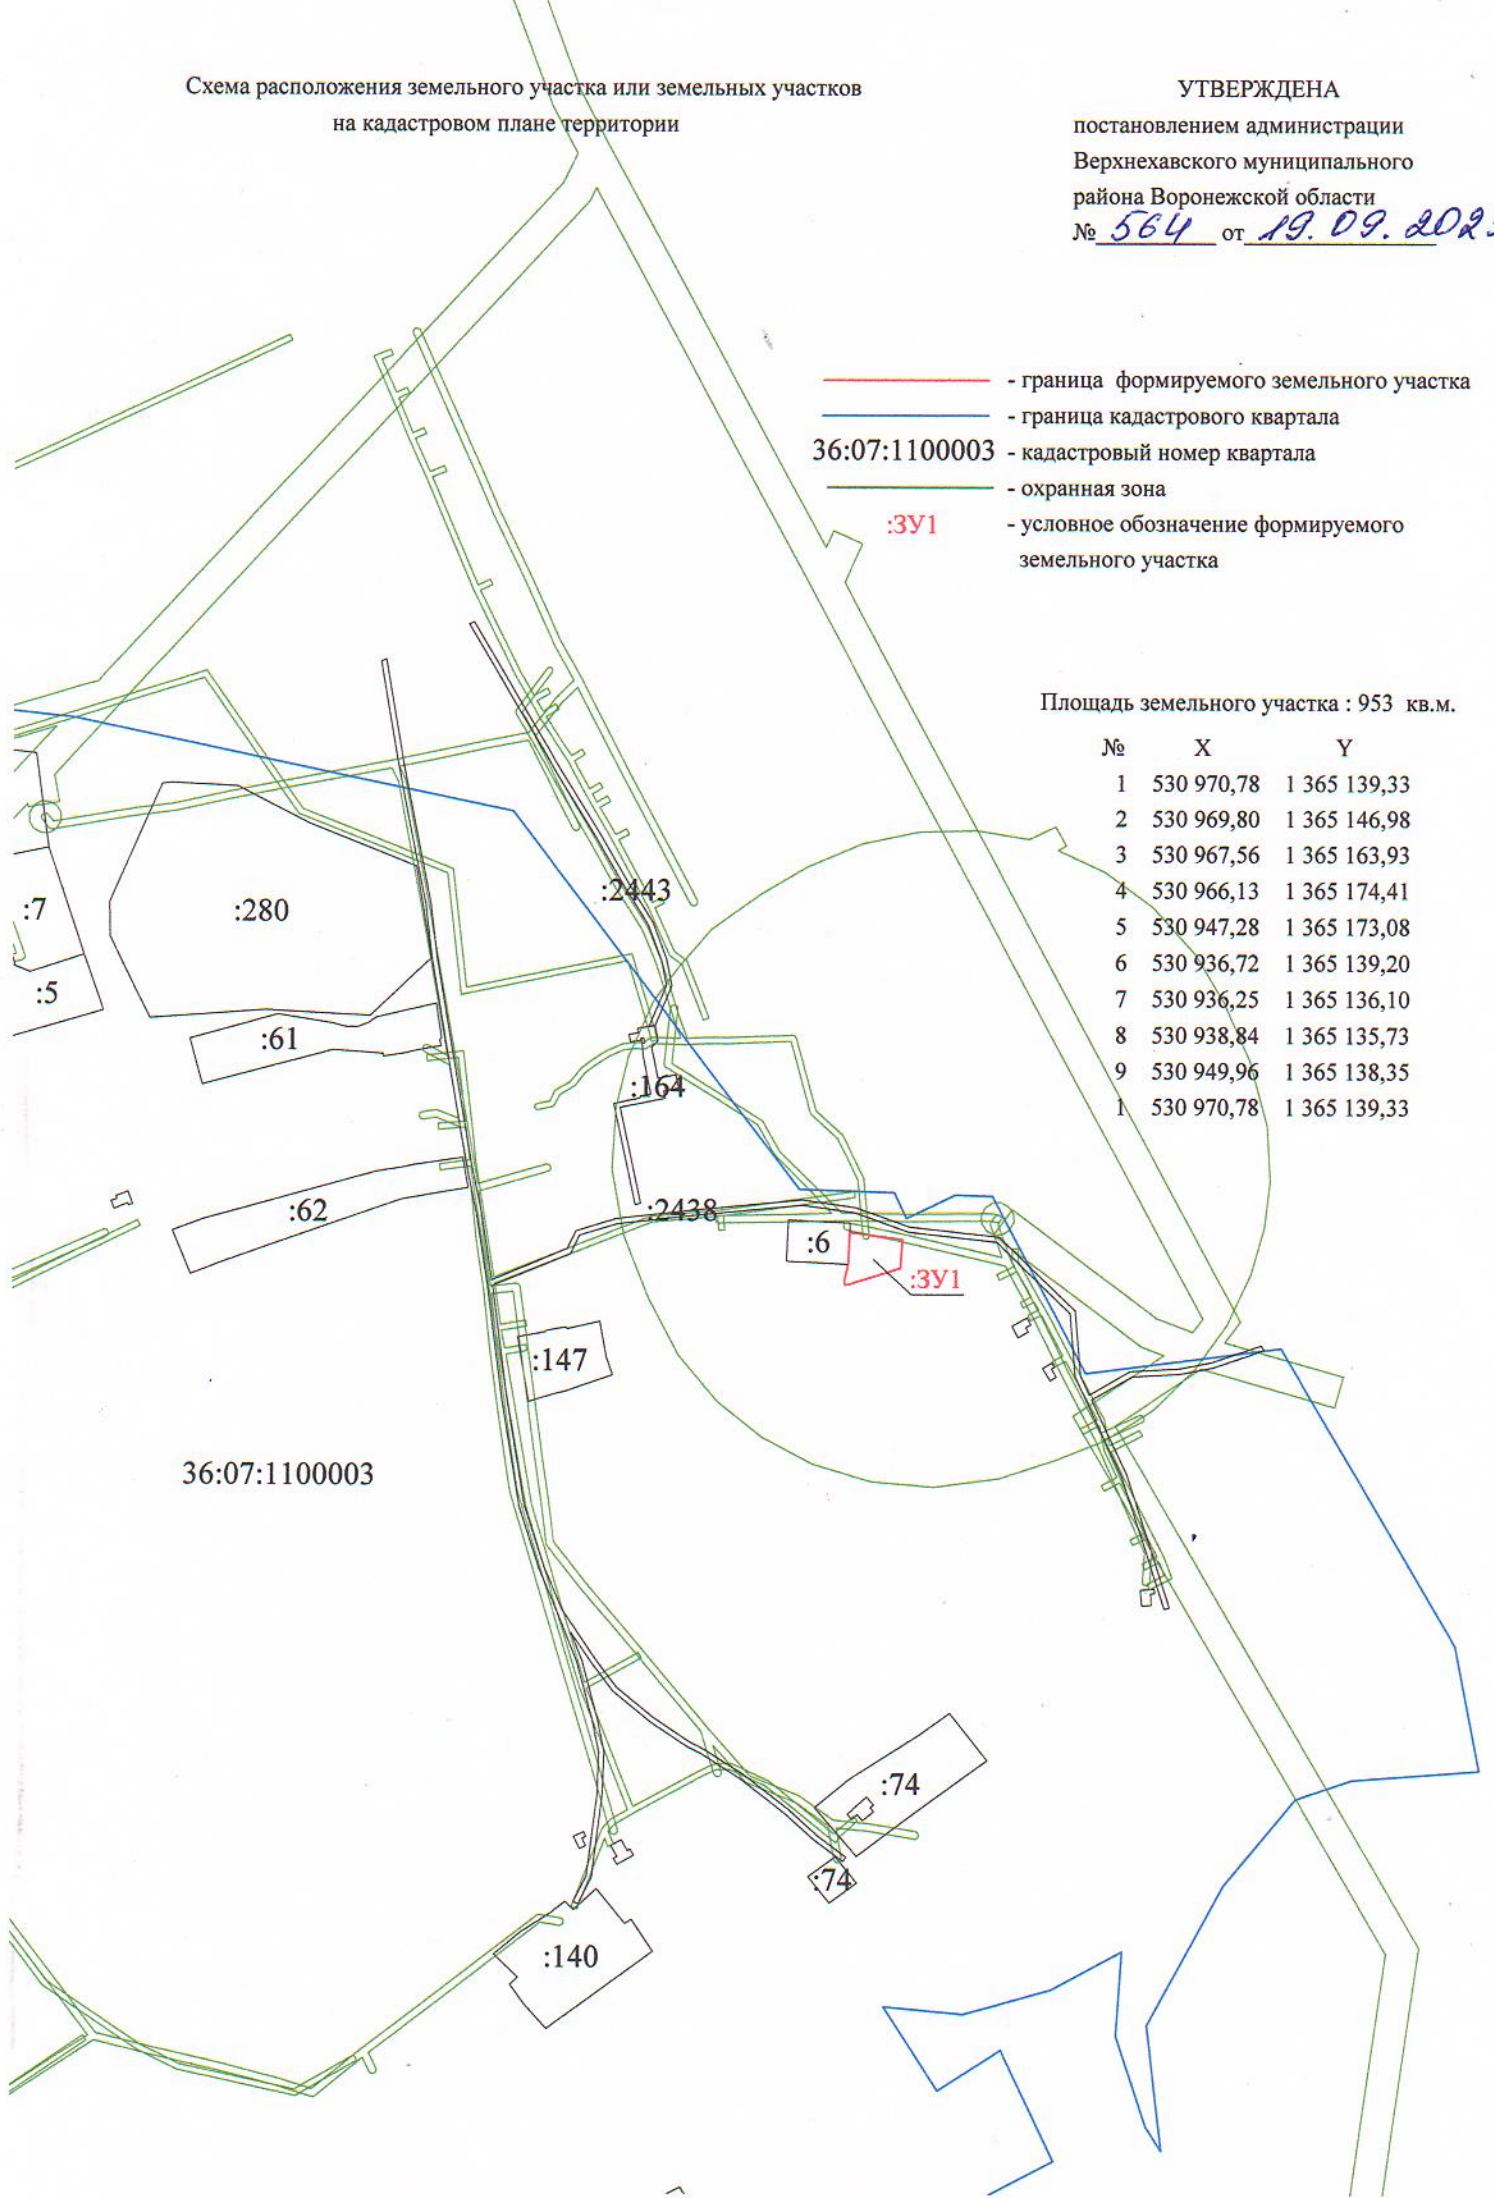 Схема расположения земельного участка или земельных участков
на кадастровом плане территории
УТВЕРЖДЕНА
постановлением администрации
Верхнехавского муниципального
района Воронежской области
№ 564 от 19.09.202
- граница формируемого земельного участка
- граница кадастрового квартала
36:07:1100003 - кадастровый номер квартала
- охранная зона
:ЗУ1 - условное обозначение формируемого
земельного участка
Площадь земельного участка : 953 кв.м.
№ X Y
1 530 970,78 1 365 139,33
2 530 969,80 1 365 146,98
3 530 967,56 1 365 163,93
4 530 966,13 1 365 174,41
5 530 947,28 1 365 173,08
6 530 936,72 1 365 139,20
7 530 936,25 1 365 136,10
8 530 938,84 1 365 135,73
9 530 949,96 1 365 138,35
1 530 970,78 1 365 139,33
:2443
:7
:280
:5
:61
:164
:62
:2438
:6
:ЗУ1
:147
36:07:1100003
:74
:74
:140